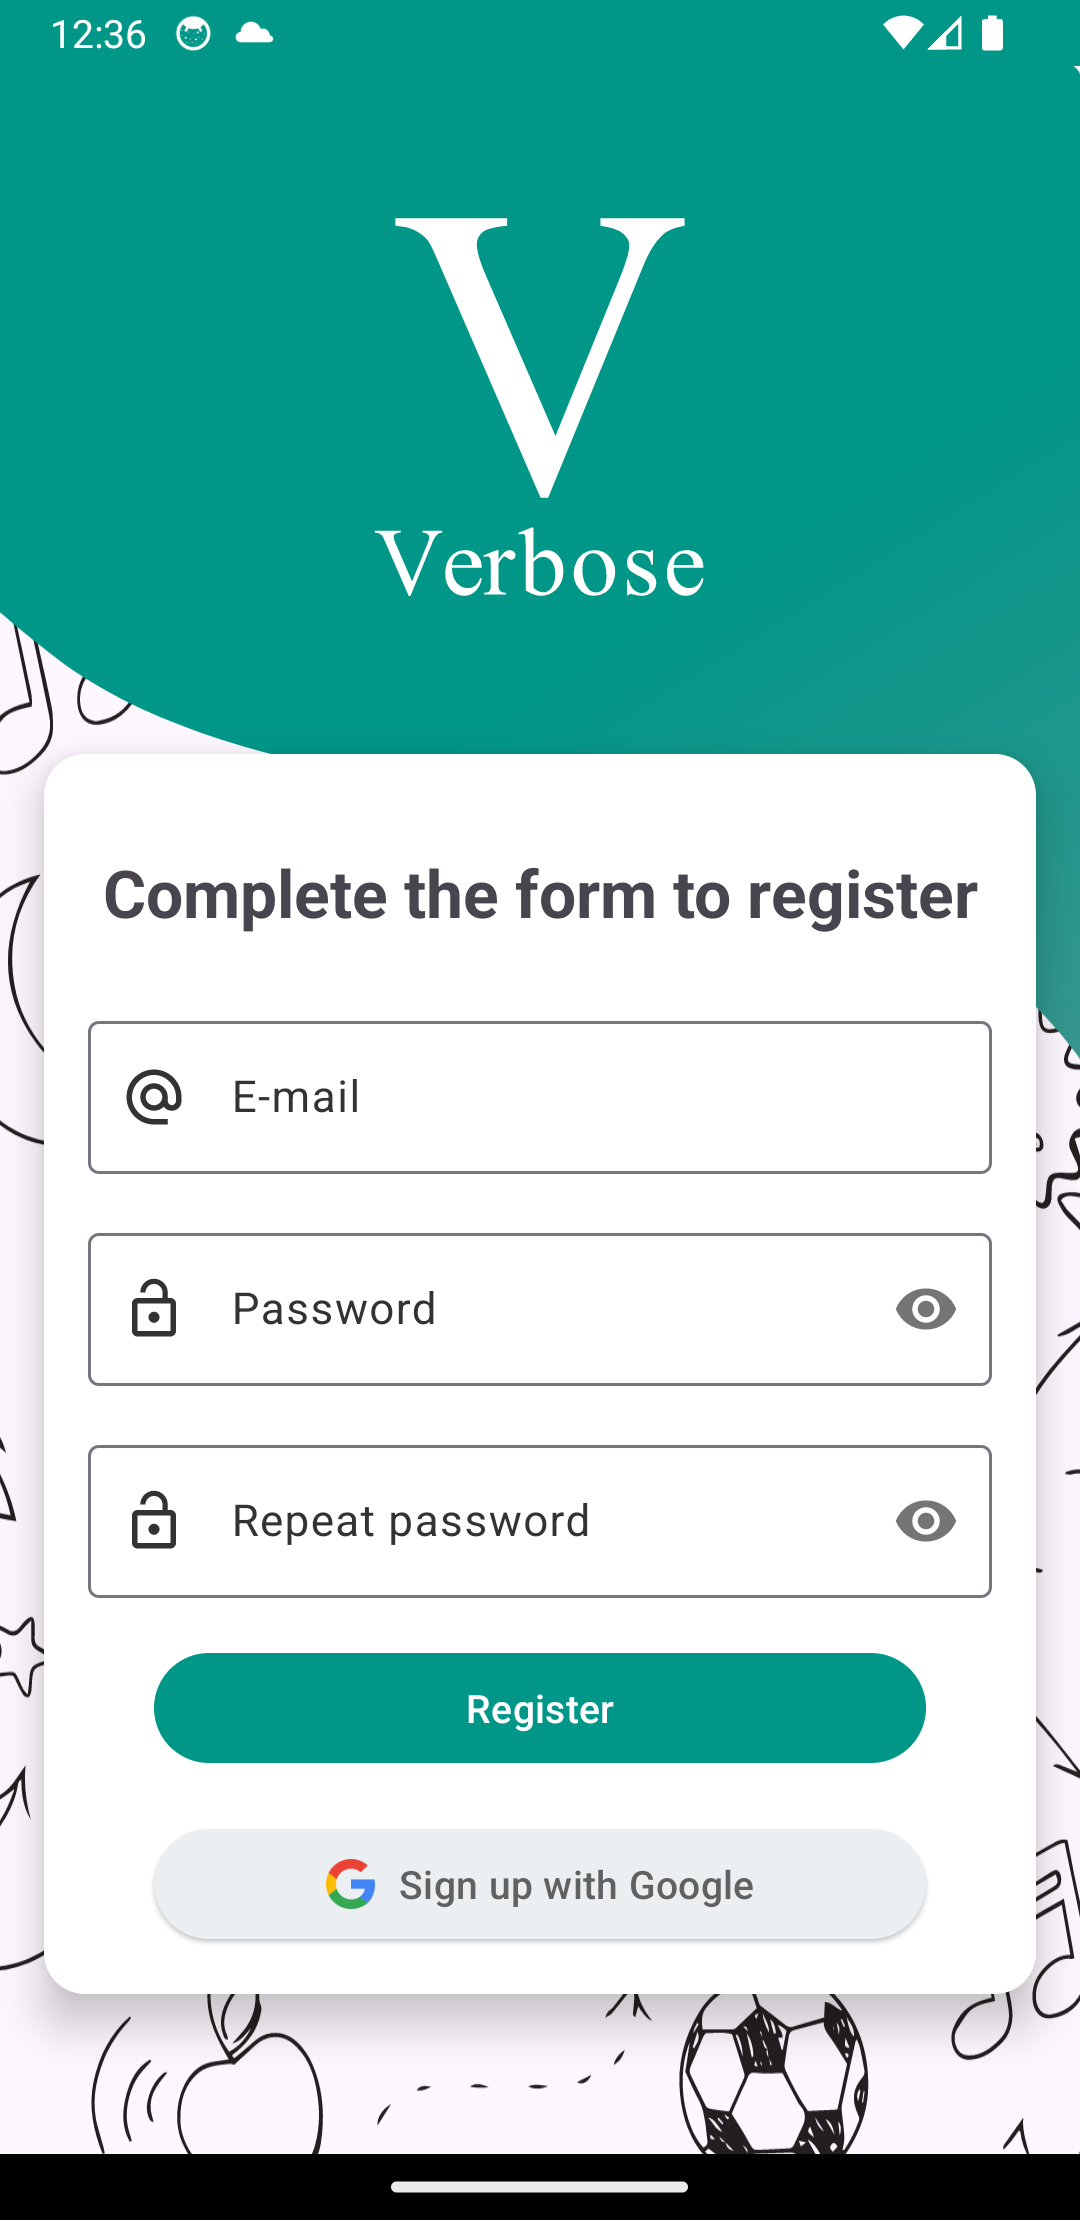 12:36
V
Verbose
Complete the form to register
E-mail
Password
Repeat password
Register
Sign up with Google